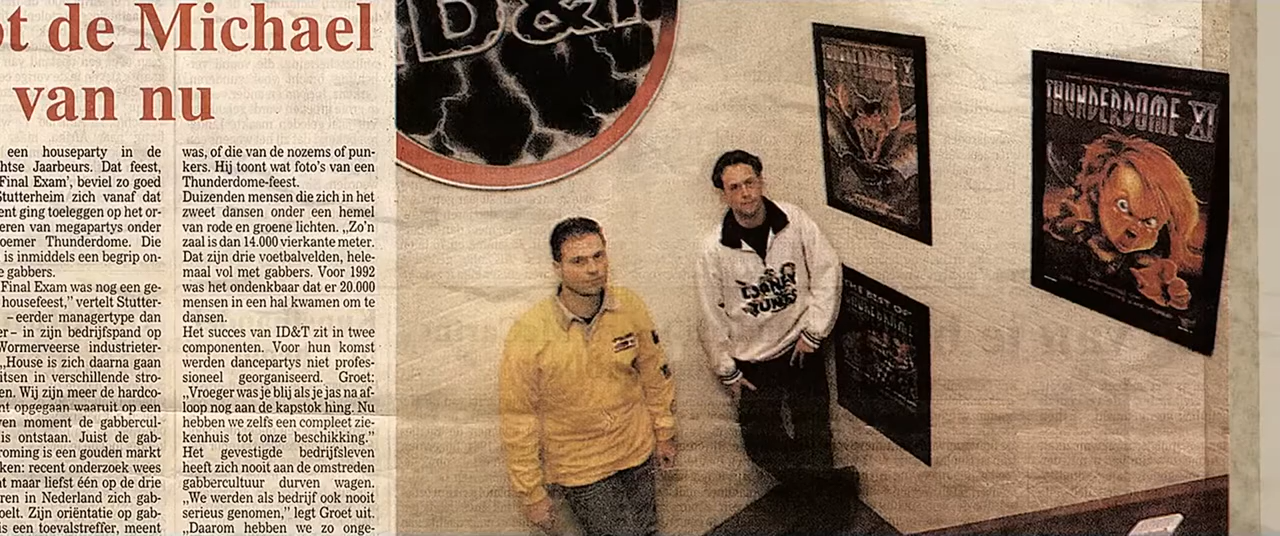 ot de Michael
van nu
een houseparty in de
htse Jaarbeurs. Dat feest,
Final Exam', beviel zo goed
Stutterheim zich vanaf dat
ent ging toeleggen op het or-
eren van megapartys onder
oemer Thunderdome. Die
is inmiddels een begrip on-
e gabbers.
Final Exam was nog een ge-
housefeest,” vertelt Stutter-
–eerder managertype dan
er– in zijn bedrijfspand op
Wormerveerse industrieter-
„House is zich daarna gaan
itsen in verschillende stro-
en. Wij zijn meer de hardco-
nt opgegaan waaruit op een
ven moment de gabbercul-
is ontstaan. Juist de gab-
roming is een gouden markt
ken: recent onderzoek wees
at maar liefst één op de drie
ren in Nederland zich gab-
oelt. Zijn oriëntatie op gab-
is een toevalstreffer, meent
was, of die van de nozems of pun-
kers. Hij toont wat foto's van een
Thunderdome-feest.
Duizenden mensen die zich in het
zweet dansen onder een hemel
van rode en groene lichten. „Zo'n
zaal is dan 14.000 vierkante meter.
Dat zijn drie voetbalvelden, hele-
maal vol met gabbers. Voor 1992
was het ondenkbaar dat er 20.000
mensen in een hal kwamen om te
dansen.
Het succes van ID&T zit in twee
componenten. Voor hun komst
werden dancepartys niet profes-
sioneel georganiseerd. Groet:
„Vroeger was je blij als je jas na af-
loop nog aan de kapstok hing. Nu
hebben we zelfs een compleet zie-
kenhuis tot onze beschikking.”
Het gevestigde bedrijfsleven
heeft zich nooit aan de omstreden
gabbercultuur durven wagen.
„We werden als bedrijf ook nooit
serieus genomen,” legt Groet uit.
„Daarom hebben we zo onge-
ID&T
THUNDERDOME XI
LOONEY
TUNES
THE BEST OF
THUNDERDOME